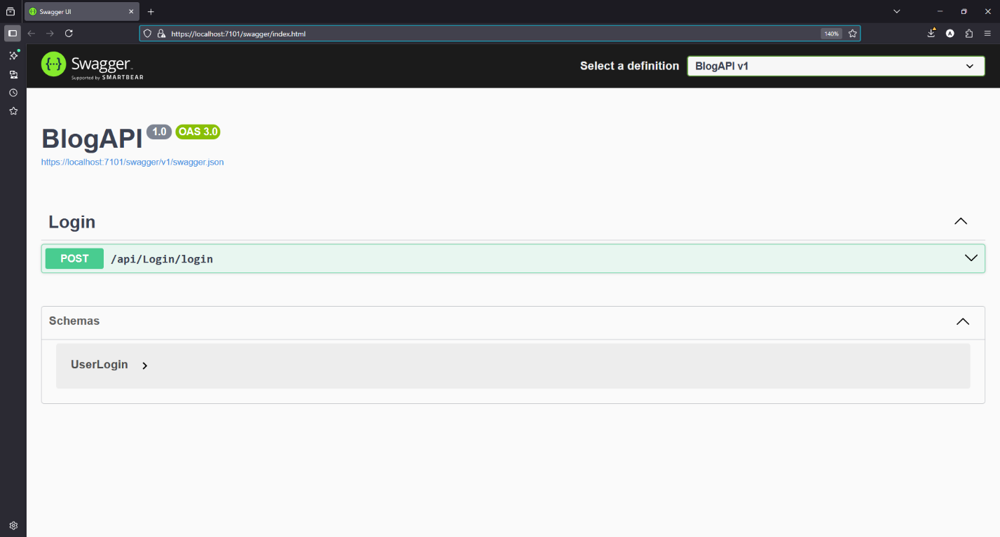 Swagger UI
https://localhost:7101/swagger/index.html
140%
A
{···} Swagger
Supported by SMARTBEAR
Select a definition
BlogAPI v1
BlogAPI 1.0 OAS 3.0
https://localhost:7101/swagger/v1/swagger.json
Login
POST /api/Login/login
Schemas
UserLogin